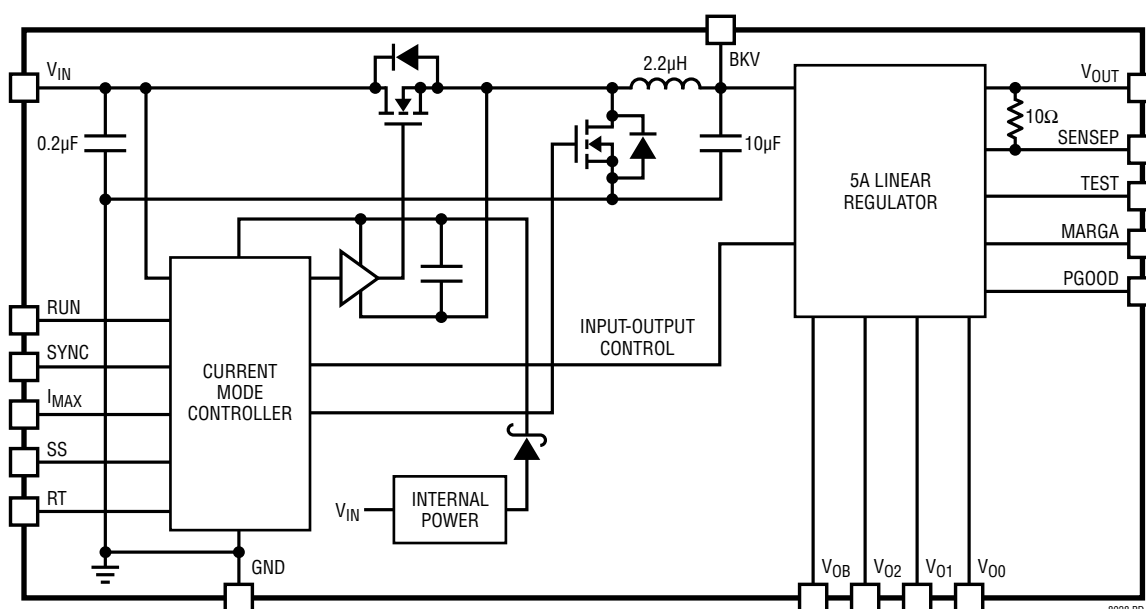 BKV
2.2µH
VIN
VOUT
0.2µF
10µF
10Ω
SENSEP
5A LINEAR
REGULATOR
TEST
MARGA
PGOOD
RUN
INPUT-OUTPUT
CONTROL
SYNC
CURRENT
MODE
CONTROLLER
IMAX
SS
RT
VIN
INTERNAL
POWER
GND
VOB
VO2
VO1
VO0